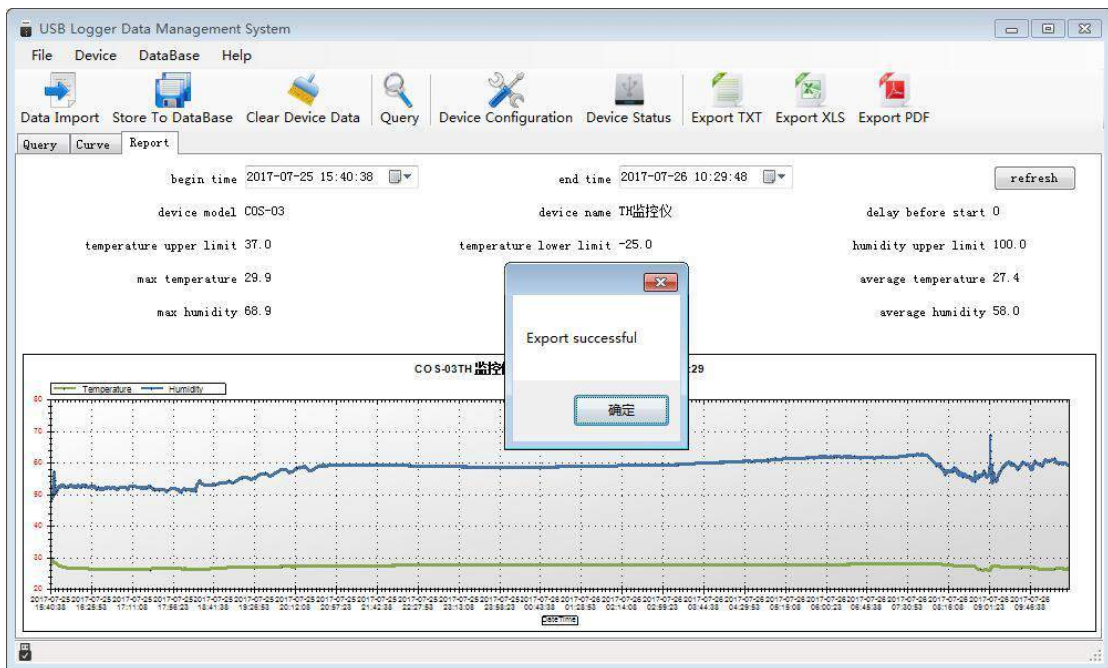 USB Logger Data Management System
File Device DataBase Help
Data Import Store To DataBase Clear Device Data Query Device Configuration Device Status Export TXT Export XLS Export PDF
Query Curve Report
begin time 2017-07-25 15:40:38 end time 2017-07-26 10:29:48 refresh
device model COS-03 device name TH监控仪 delay before start 0
temperature upper limit 37.0 temperature lower limit -25.0 humidity upper limit 100.0
max temperature 29.9 average temperature 27.4
max humidity 68.9 average humidity 58.0
Export successful
确定
COS-03TH 监控 :29
Temperature Humidity
80
70
60
50
40
30
20
DateTime